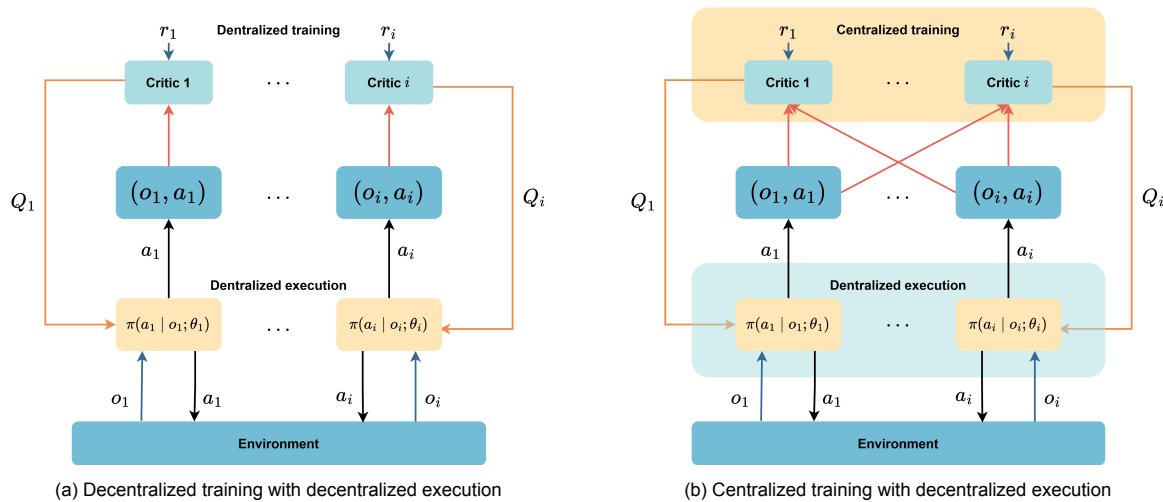 r₁ Dentralized training rᵢ
Critic 1 ... Critic i
(o₁, a₁) ... (oᵢ, aᵢ)
Q₁ Qᵢ
a₁ aᵢ
Dentralized execution
π(a₁ | o₁; θ₁) ... π(aᵢ | oᵢ; θᵢ)
o₁ a₁ aᵢ oᵢ
Environment
(a) Decentralized training with decentralized execution
r₁ Centralized training rᵢ
Critic 1 ... Critic i
(o₁, a₁) ... (oᵢ, aᵢ)
Q₁ Qᵢ
a₁ aᵢ
Dentralized execution
π(a₁ | o₁; θ₁) ... π(aᵢ | oᵢ; θᵢ)
o₁ a₁ aᵢ oᵢ
Environment
(b) Centralized training with decentralized execution